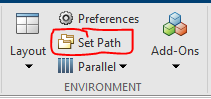 Preferences
Layout
Set Path
Add-Ons
Parallel
ENVIRONMENT